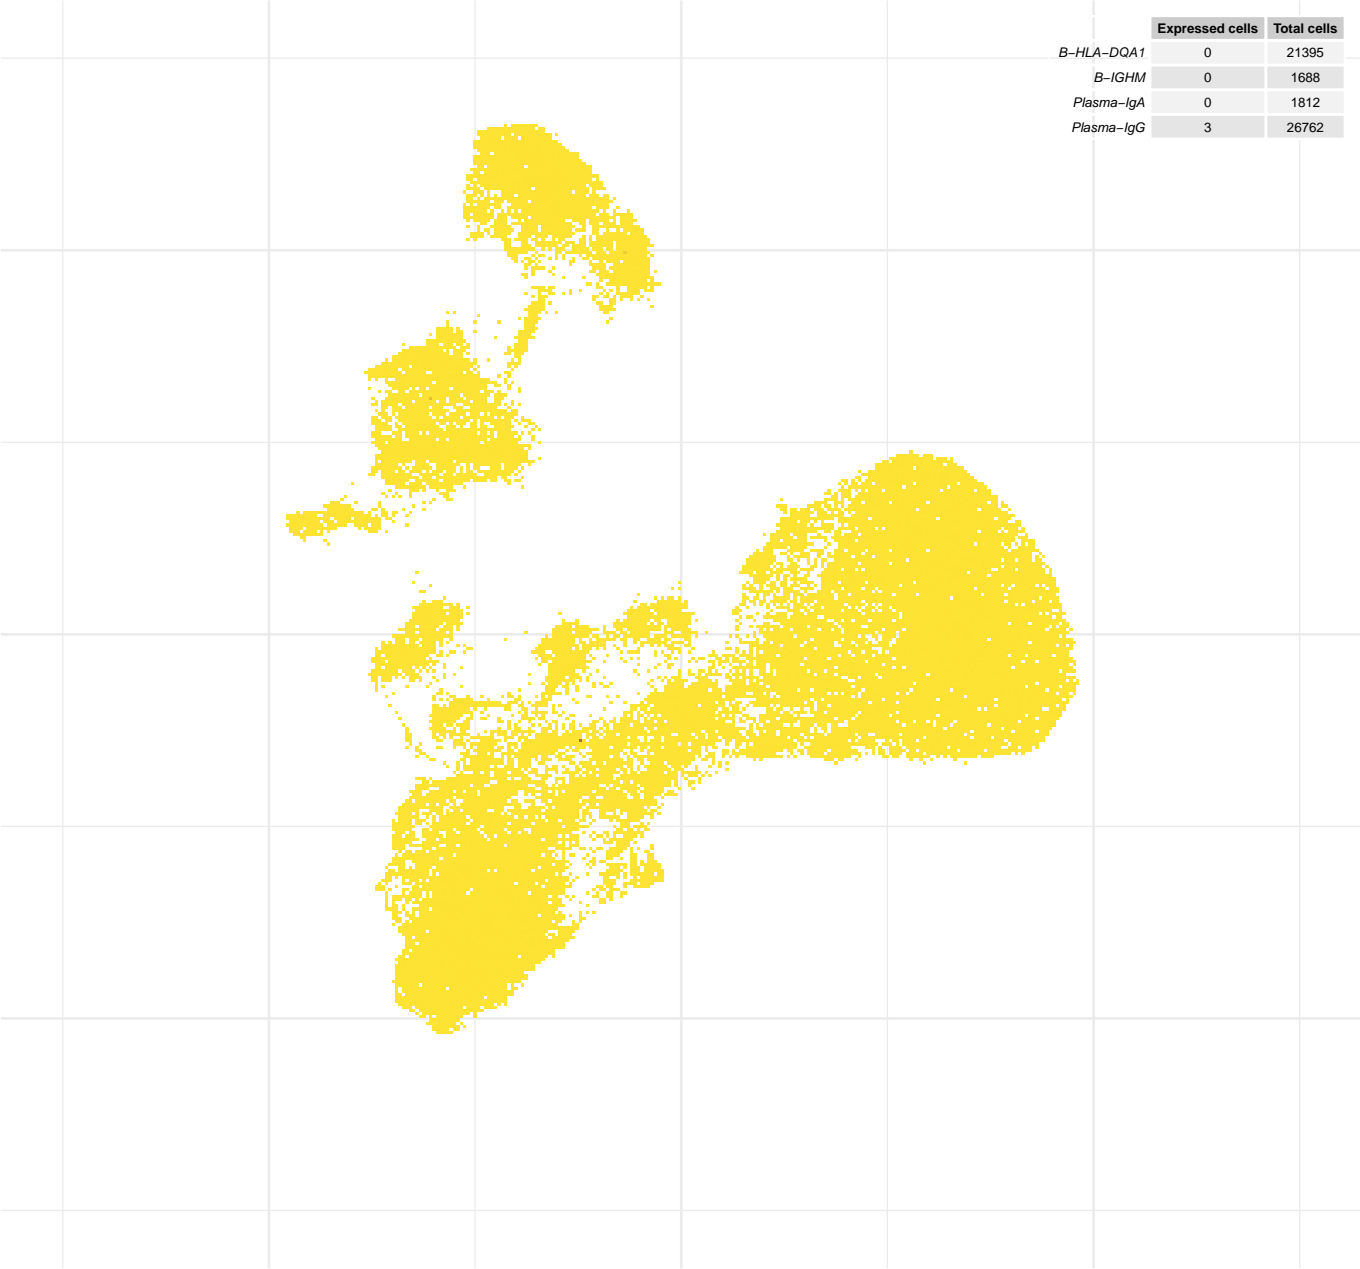 Expressed cells Total cells
B−HLA−DQA1 0 21395
B−IGHM 0 1688
Plasma−IgA 0 1812
Plasma−IgG 3 26762